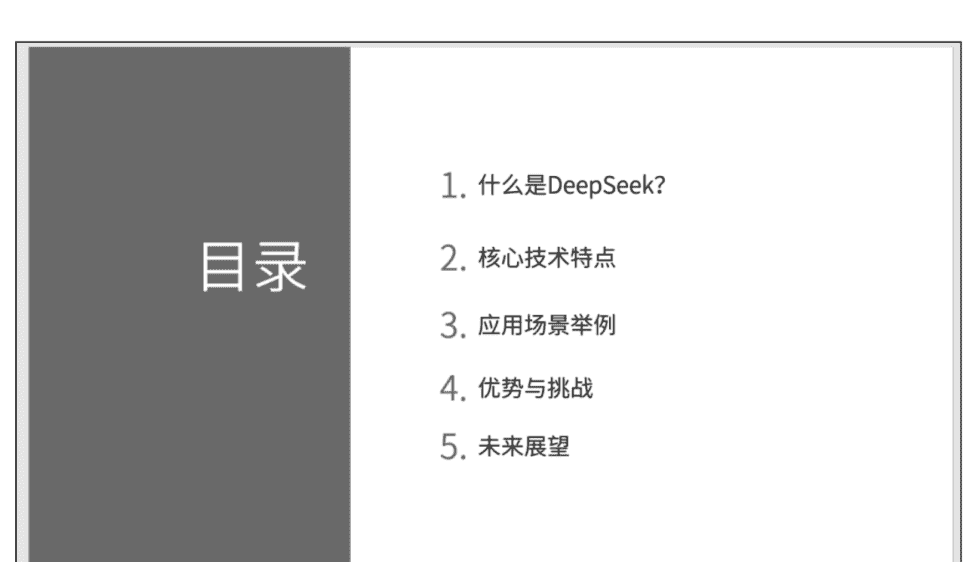 目录
1. 什么是DeepSeek？
2. 核心技术特点
3. 应用场景举例
4. 优势与挑战
5. 未来展望